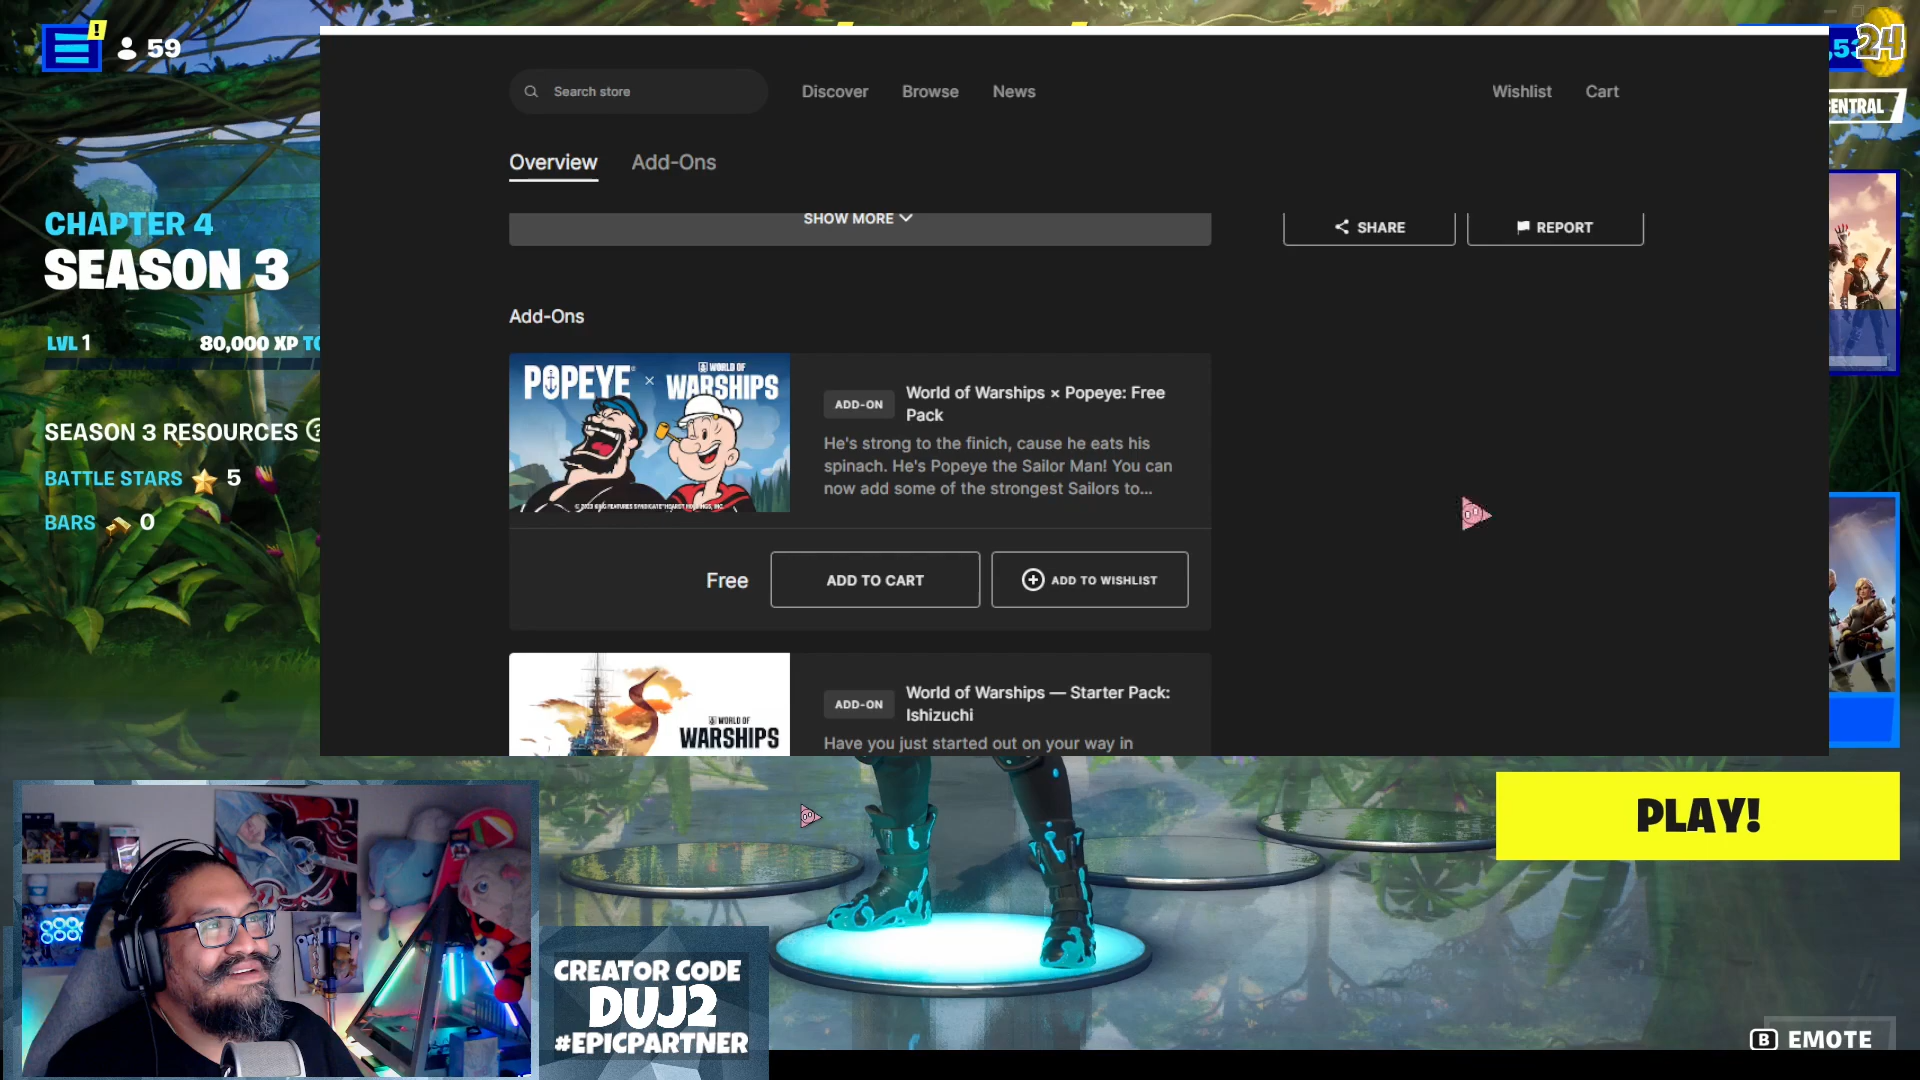 !
59
CHAPTER 4
SEASON 3
LVL 1
80,000 XP
SEASON 3 RESOURCES
BATTLE STARS 5
BARS 0
Search store
Discover
Browse
News
Wishlist
Cart
Overview
Add-Ons
SHOW MORE
SHARE
REPORT
Add-Ons
POPEYE × WORLD OF WARSHIPS
ADD-ON
World of Warships × Popeye: Free
Pack
He's strong to the finich, cause he eats his
spinach. He's Popeye the Sailor Man! You can
now add some of the strongest Sailors to...
Free
ADD TO CART
ADD TO WISHLIST
WORLD OF
WARSHIPS
ADD-ON
World of Warships — Starter Pack:
Ishizuchi
Have you just started out on your way in
24
PLAY!
CREATOR CODE
DUJ2
#EPICPARTNER
B EMOTE